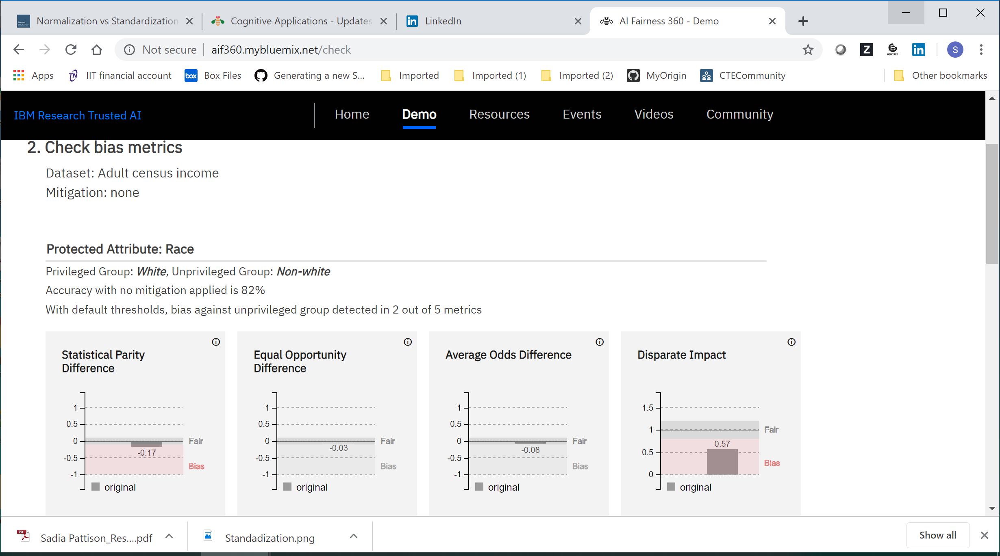 Normalization vs Standardization
Cognitive Applications - Updates
LinkedIn
AI Fairness 360 - Demo
Not secure
aif360.mybluemix.net/check
Z
BEMYAPP
in
S
Apps
TN IIT financial account
box Box Files
Generating a new S...
Imported
Imported (1)
Imported (2)
MyOrigin
CTECommunity
Other bookmarks
IBM Research Trusted AI
Home
Demo
Resources
Events
Videos
Community
2. Check bias metrics
Dataset: Adult census income
Mitigation: none
Protected Attribute: Race
Privileged Group: White, Unprivileged Group: Non-white
Accuracy with no mitigation applied is 82%
With default thresholds, bias against unprivileged group detected in 2 out of 5 metrics
Statistical Parity
Difference
1
0.5
0
-0.5
-1
-0.17
Fair
Bias
original
Equal Opportunity
Difference
1
0.5
0
-0.5
-1
-0.03
Fair
Bias
original
Average Odds Difference
1
0.5
0
-0.5
-1
-0.08
Fair
Bias
original
Disparate Impact
1.5
1
0.5
0
0.57
Fair
Bias
original
PDF
Sadia Pattison_Res....pdf
Standadization.png
Show all